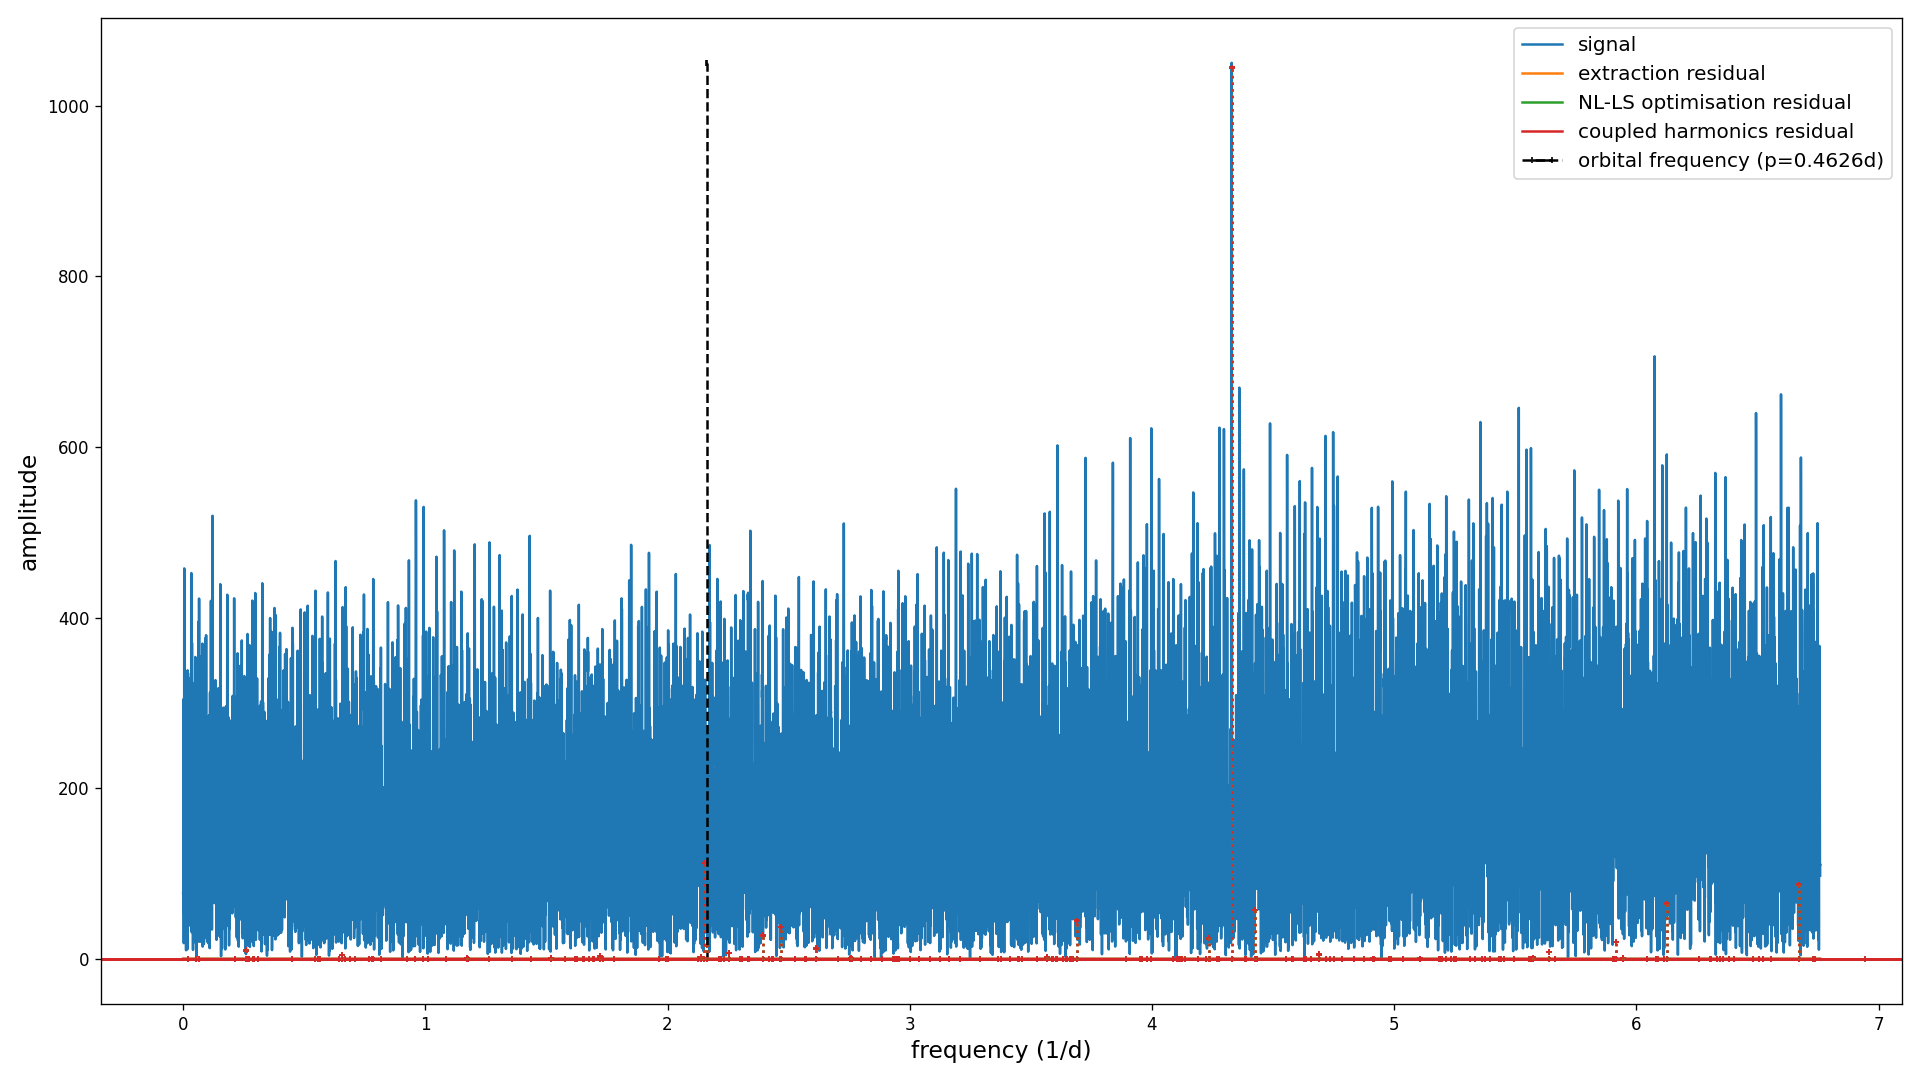 signal
extraction residual
NL-LS optimisation residual
coupled harmonics residual
orbital frequency (p=0.4626d)
1000
800
600
400
200
0
amplitude
0 1 2 3 4 5 6 7
frequency (1/d)